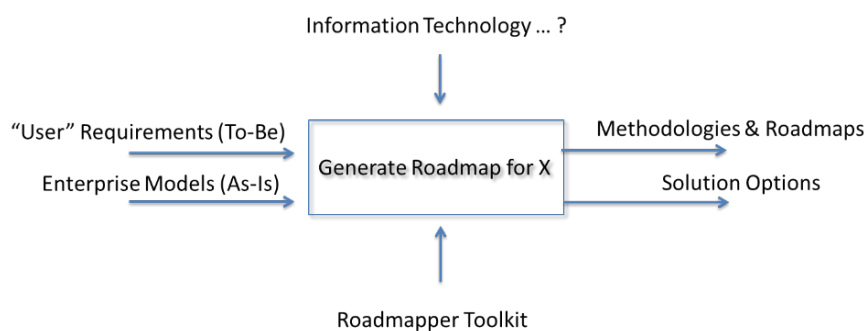 Information Technology … ?
“User” Requirements (To-Be)
Enterprise Models (As-Is)
Generate Roadmap for X
Methodologies & Roadmaps
Solution Options
Roadmapper Toolkit